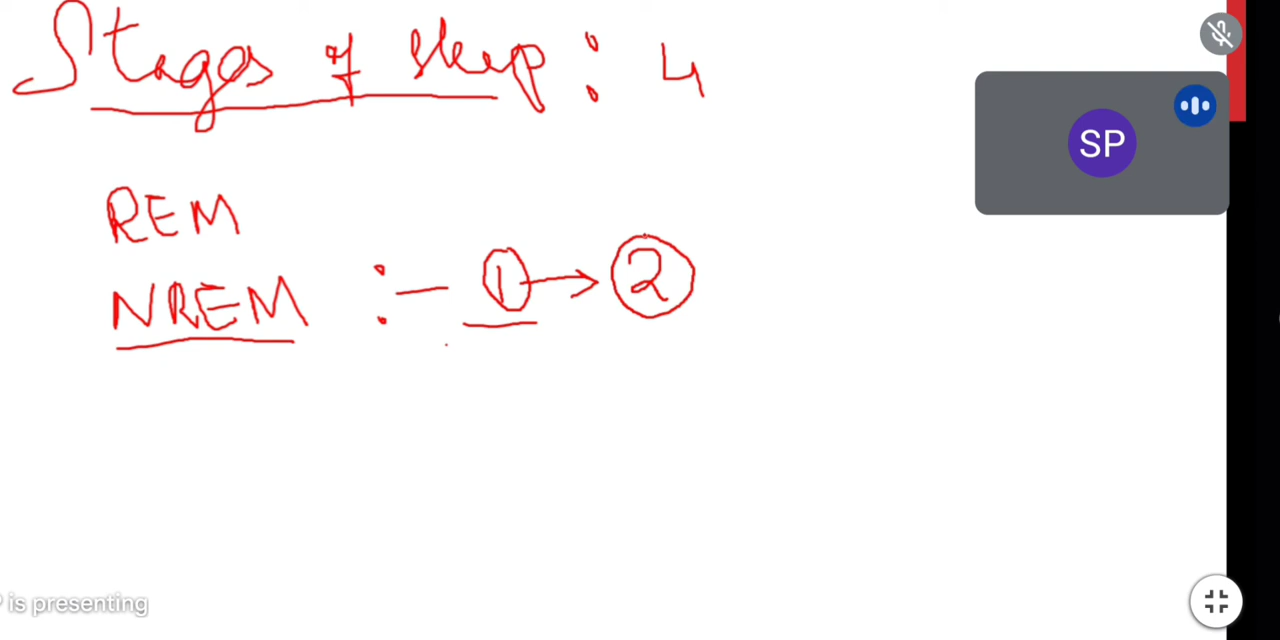 Stages of sleep : 4
SP
REM
NREM :- 1 → 2
is presenting